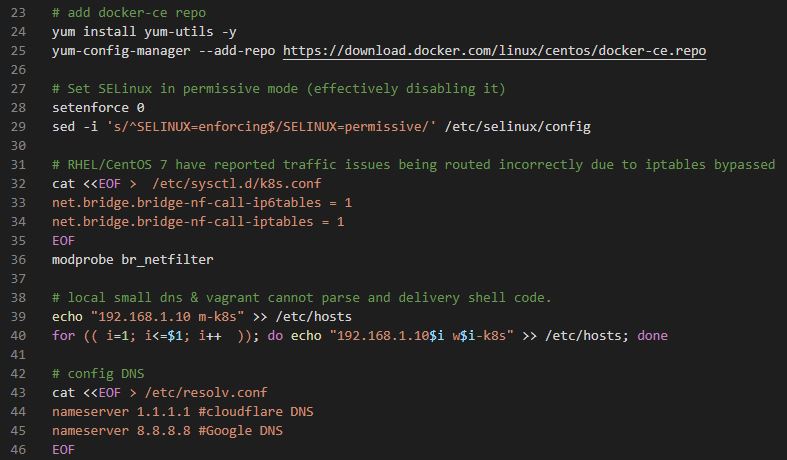 23 # add docker-ce repo
24 yum install yum-utils -y
25 yum-config-manager --add-repo https://download.docker.com/linux/centos/docker-ce.repo
26
27 # Set SELinux in permissive mode (effectively disabling it)
28 setenforce 0
29 sed -i 's/^SELINUX=enforcing$/SELINUX=permissive/' /etc/selinux/config
30
31 # RHEL/CentOS 7 have reported traffic issues being routed incorrectly due to iptables bypassed
32 cat <<EOF >  /etc/sysctl.d/k8s.conf
33 net.bridge.bridge-nf-call-ip6tables = 1
34 net.bridge.bridge-nf-call-iptables = 1
35 EOF
36 modprobe br_netfilter
37
38 # local small dns & vagrant cannot parse and delivery shell code.
39 echo "192.168.1.10 m-k8s" >> /etc/hosts
40 for (( i=1; i<=$1; i++  )); do echo "192.168.1.10$i w$i-k8s" >> /etc/hosts; done
41
42 # config DNS
43 cat <<EOF > /etc/resolv.conf
44 nameserver 1.1.1.1 #cloudflare DNS
45 nameserver 8.8.8.8 #Google DNS
46 EOF